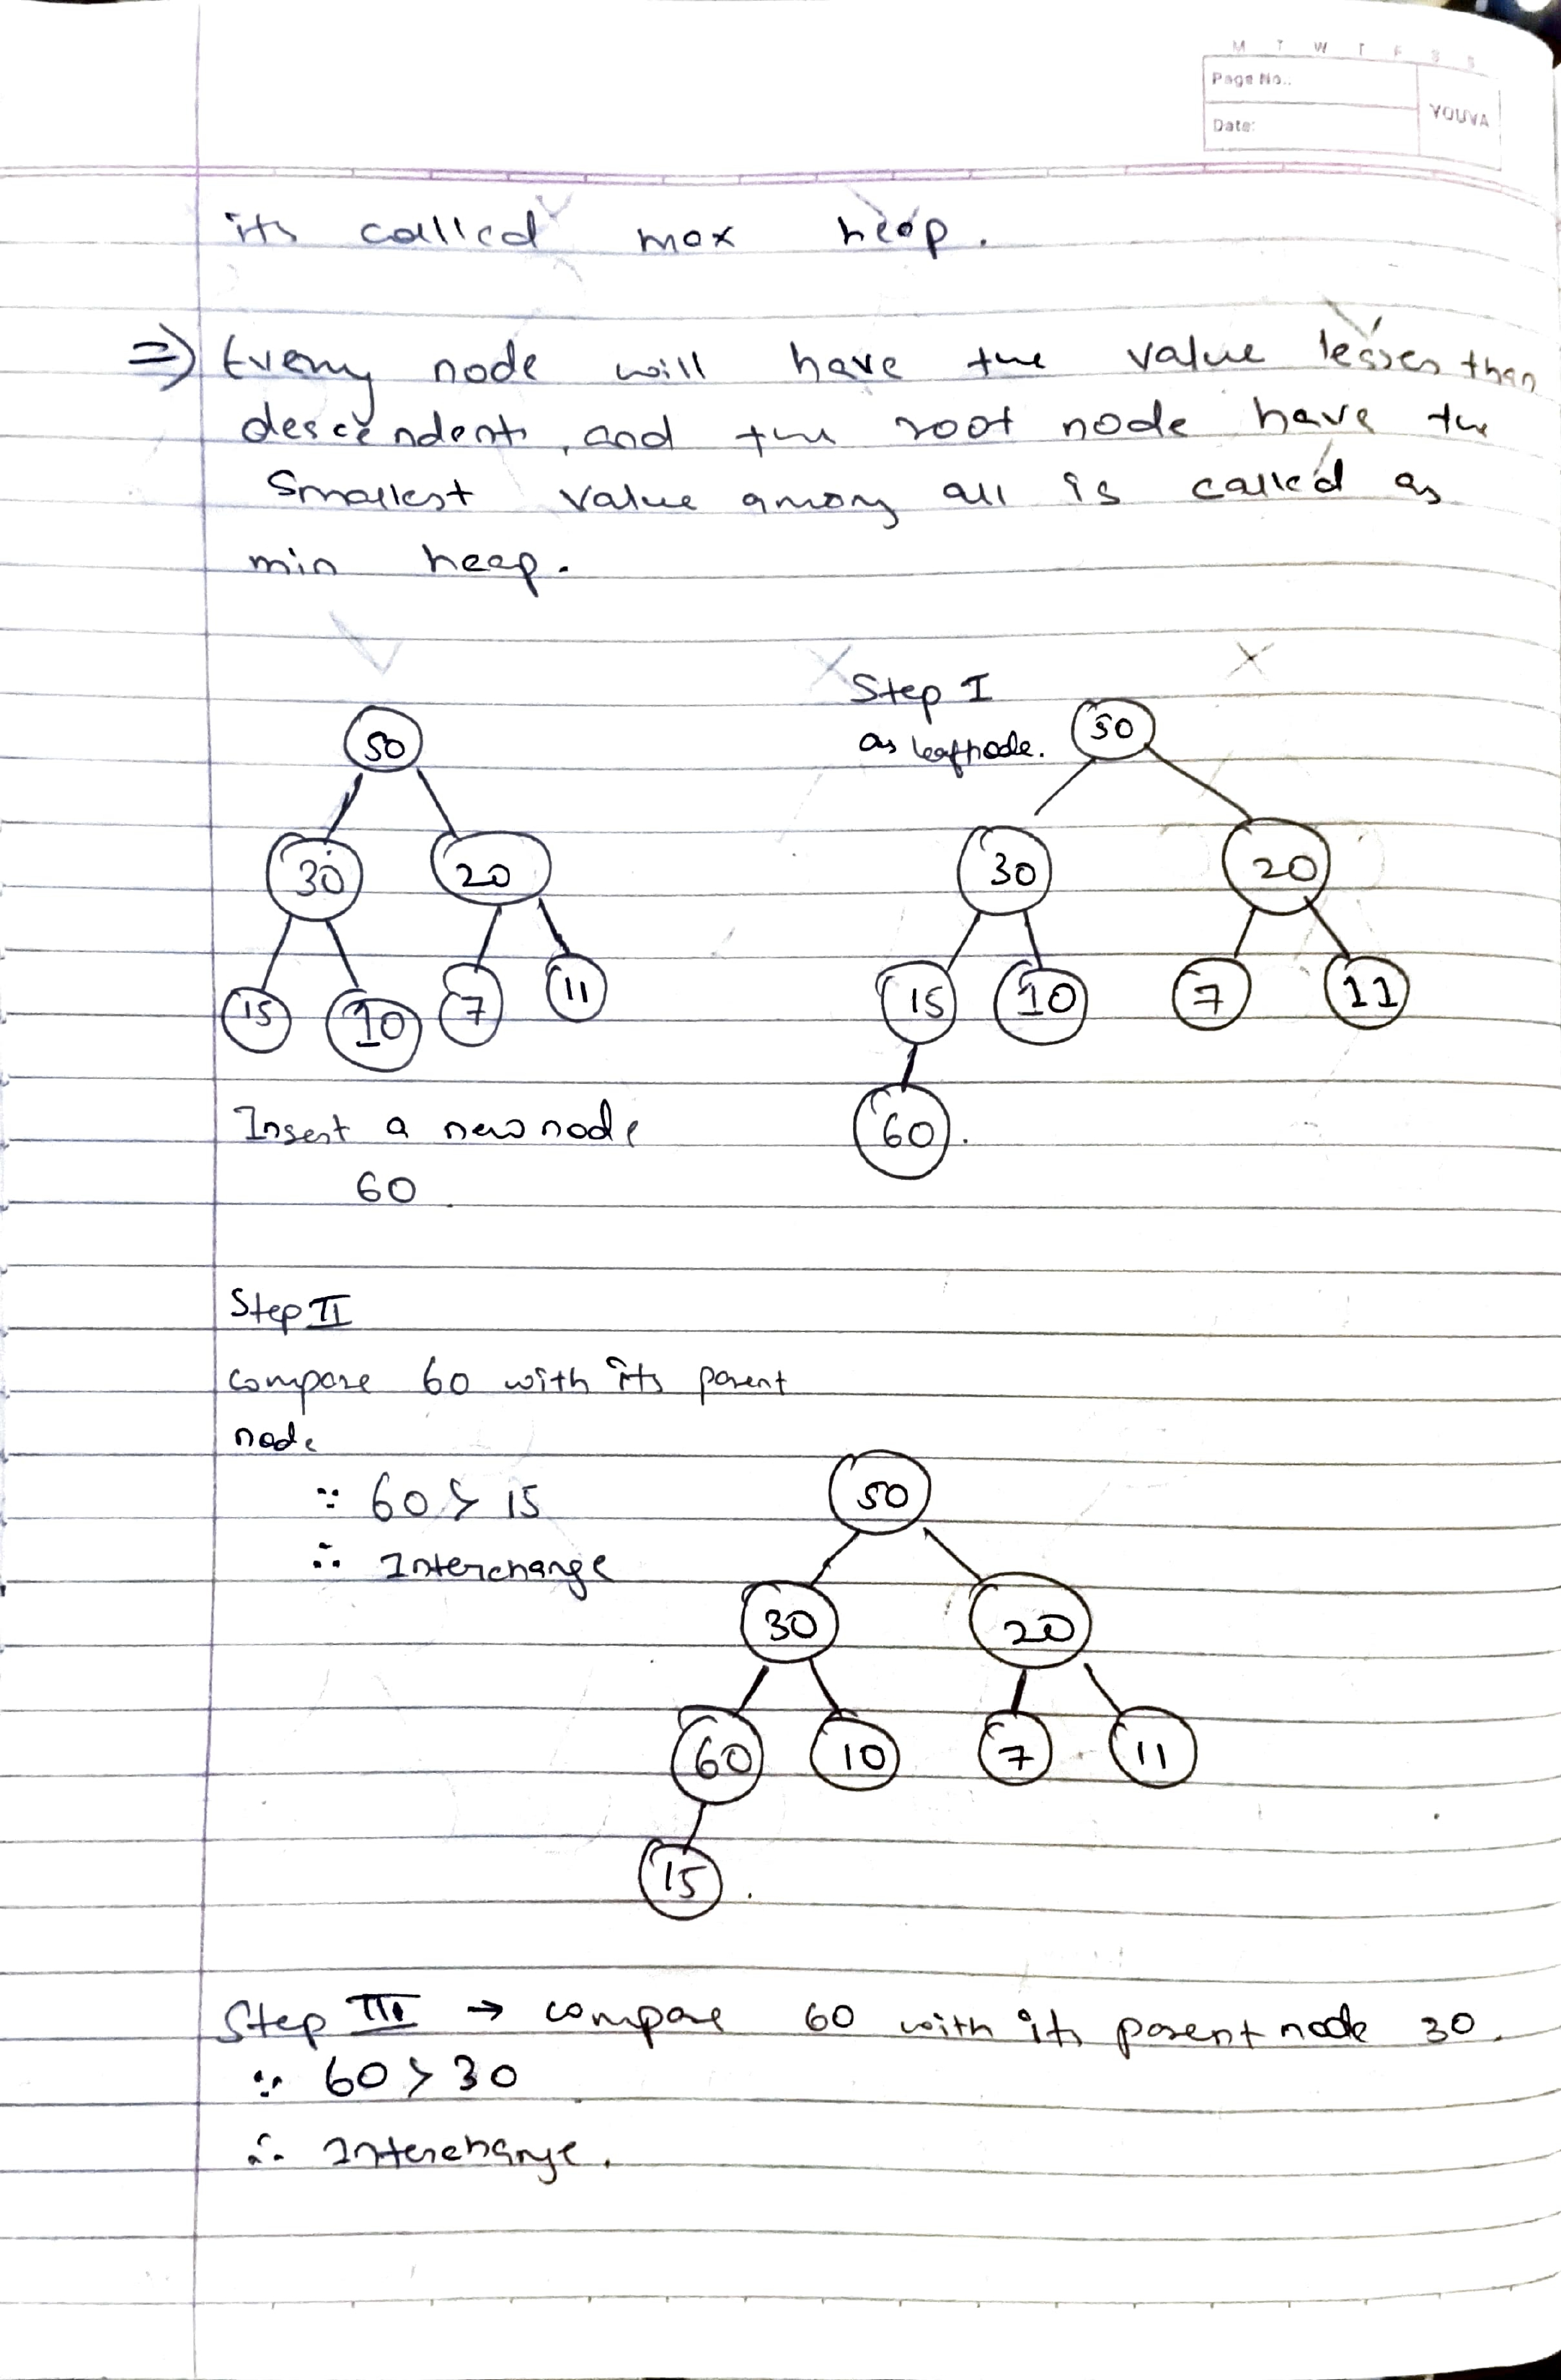 M T W T F S S
Page No.:
Date:
YOUVA
its called max heap.
⇒ Every node will have the value lesser than
descendents, and the root node have the
Smallest value among all is called as
min heap.
50
30 20
15 10 7 11
Insert a new node
60
Step I
as leafnode.
50
30 20
15 10 7 11
60.
Step II
compare 60 with its parent
node
∵ 60 > 15
∴ Interchange
50
30 20
60 10 7 11
15.
Step III → compare 60 with its parent node 30.
∵ 60 > 30
∴ Interchange.